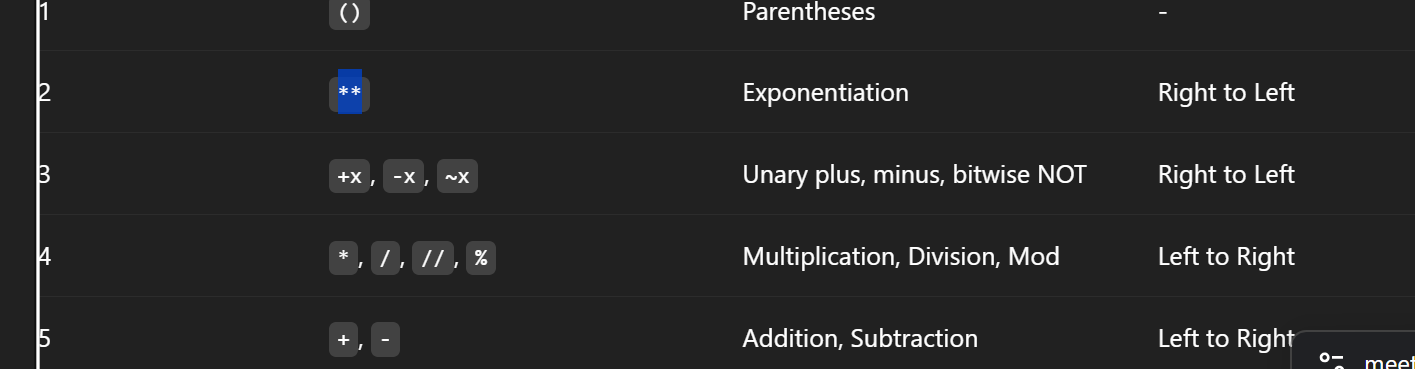 1 () Parentheses -
2 ** Exponentiation Right to Left
3 +x, -x, ~x Unary plus, minus, bitwise NOT Right to Left
4 *, /, //, % Multiplication, Division, Mod Left to Right
5 +, - Addition, Subtraction Left to Right
meet